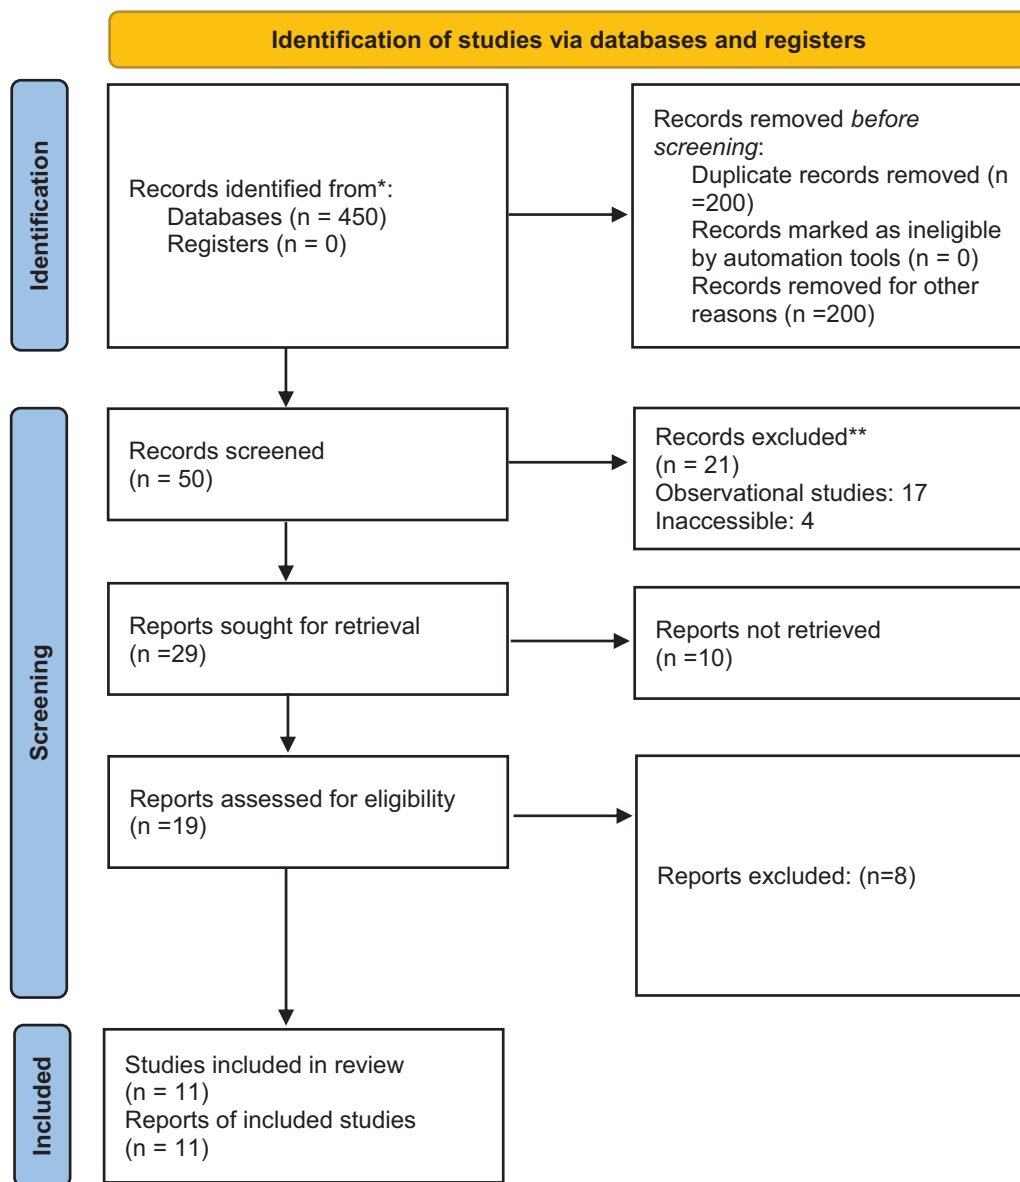 Identification of studies via databases and registers
Identification
Records identified from*:
Databases (n = 450)
Registers (n = 0)
Records removed before
screening:
Duplicate records removed (n
=200)
Records marked as ineligible
by automation tools (n = 0)
Records removed for other
reasons (n =200)
Screening
Records screened
(n = 50)
Records excluded**
(n = 21)
Observational studies: 17
Inaccessible: 4
Reports sought for retrieval
(n =29)
Reports not retrieved
(n =10)
Reports assessed for eligibility
(n =19)
Reports excluded: (n=8)
Included
Studies included in review
(n = 11)
Reports of included studies
(n = 11)